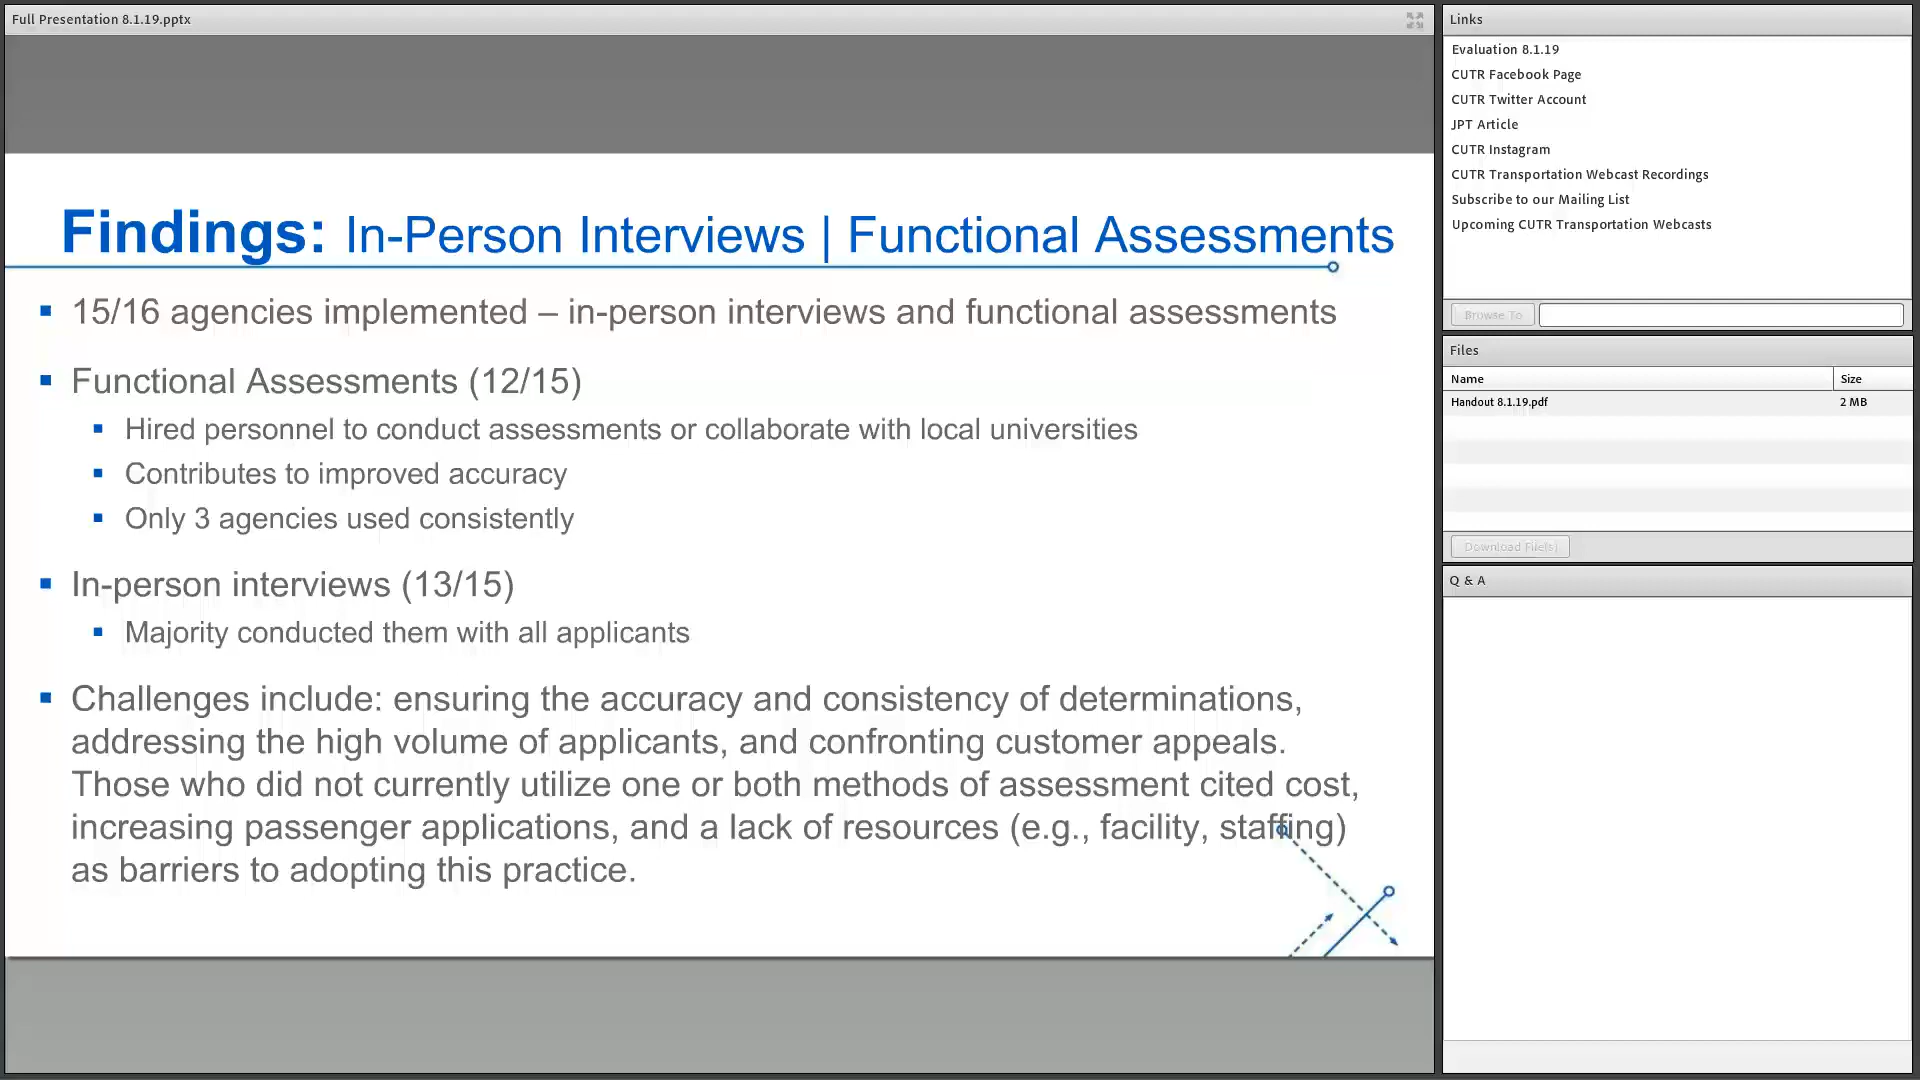 Full Presentation 8.1.19.pptx
Findings: In-Person Interviews | Functional Assessments
15/16 agencies implemented – in-person interviews and functional assessments
Functional Assessments (12/15)
Hired personnel to conduct assessments or collaborate with local universities
Contributes to improved accuracy
Only 3 agencies used consistently
In-person interviews (13/15)
Majority conducted them with all applicants
Challenges include: ensuring the accuracy and consistency of determinations,
addressing the high volume of applicants, and confronting customer appeals.
Those who did not currently utilize one or both methods of assessment cited cost,
increasing passenger applications, and a lack of resources (e.g., facility, staffing)
as barriers to adopting this practice.
Links
Evaluation 8.1.19
CUTR Facebook Page
CUTR Twitter Account
JPT Article
CUTR Instagram
CUTR Transportation Webcast Recordings
Subscribe to our Mailing List
Upcoming CUTR Transportation Webcasts
Browse To
Files
Name Size
Handout 8.1.19.pdf 2 MB
Download File(s)
Q & A